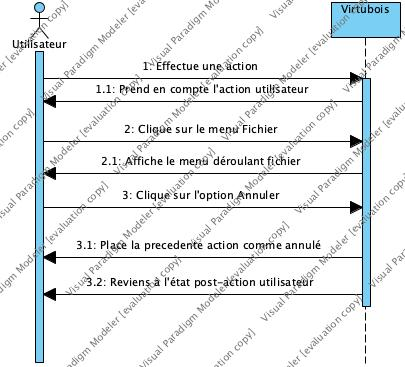 Virtubois
Utilisateur
1: Effectue une action
1.1: Prend en compte l'action utilisateur
2: Clique sur le menu Fichier
2.1: Affiche le menu déroulant fichier
3: Clique sur l'option Annuler
3.1: Place la precedente action comme annulé
3.2: Reviens à l'état post-action utilisateur
Visual Paradigm Modeler [evaluation copy]